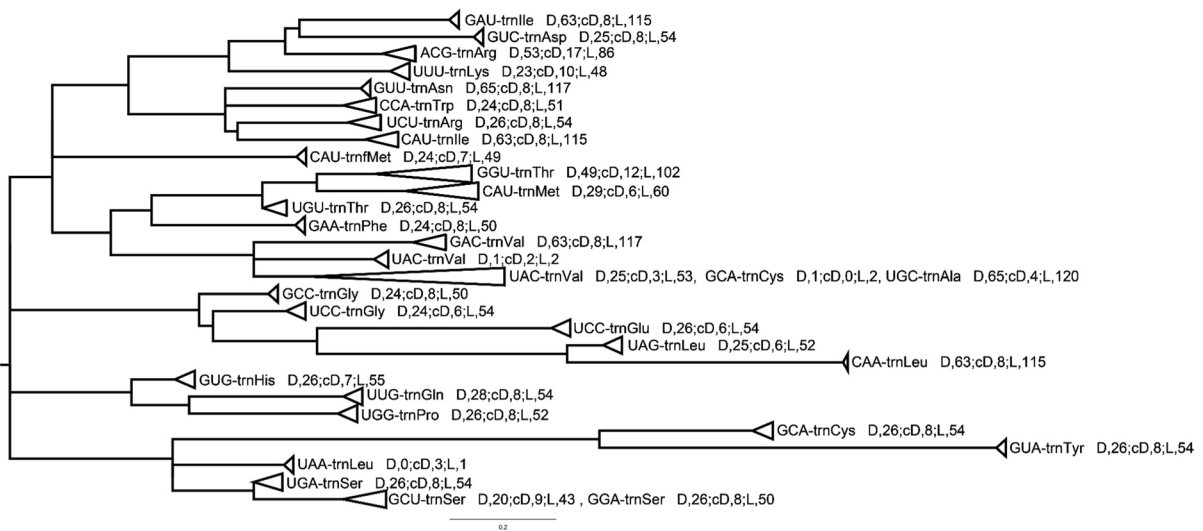 GAU-trnIle D,63;cD,8;L,115
GUC-trnAsp D,25;cD,8;L,54
ACG-trnArg D,53;cD,17;L,86
UUU-trnLys D,23;cD,10;L,48
GUU-trnAsn D,65;cD,8;L,117
CCA-trnTrp D,24;cD,8;L,51
UCU-trnArg D,26;cD,8;L,54
CAU-trnIle D,63;cD,8;L,115
CAU-trnfMet D,24;cD,7;L,49
GGU-trnThr D,49;cD,12;L,102
CAU-trnMet D,29;cD,6;L,60
UGU-trnThr D,26;cD,8;L,54
GAA-trnPhe D,24;cD,8;L,50
GAC-trnVal D,63;cD,8;L,117
UAC-trnVal D,1;cD,2;L,2
UAC-trnVal D,25;cD,3;L,53, GCA-trnCys D,1;cD,0;L,2, UGC-trnAla D,65;cD,4;L,120
GCC-trnGly D,24;cD,8;L,50
UCC-trnGly D,24;cD,6;L,54
UCC-trnGlu D,26;cD,6;L,54
UAG-trnLeu D,25;cD,6;L,52
CAA-trnLeu D,63;cD,8;L,115
GUG-trnHis D,26;cD,7;L,55
UUG-trnGln D,28;cD,8;L,54
UGG-trnPro D,26;cD,8;L,52
GCA-trnCys D,26;cD,8;L,54
GUA-trnTyr D,26;cD,8;L,54
UAA-trnLeu D,0;cD,3;L,1
UGA-trnSer D,26;cD,8;L,54
GCU-trnSer D,20;cD,9;L,43 , GGA-trnSer D,26;cD,8;L,50
0.2